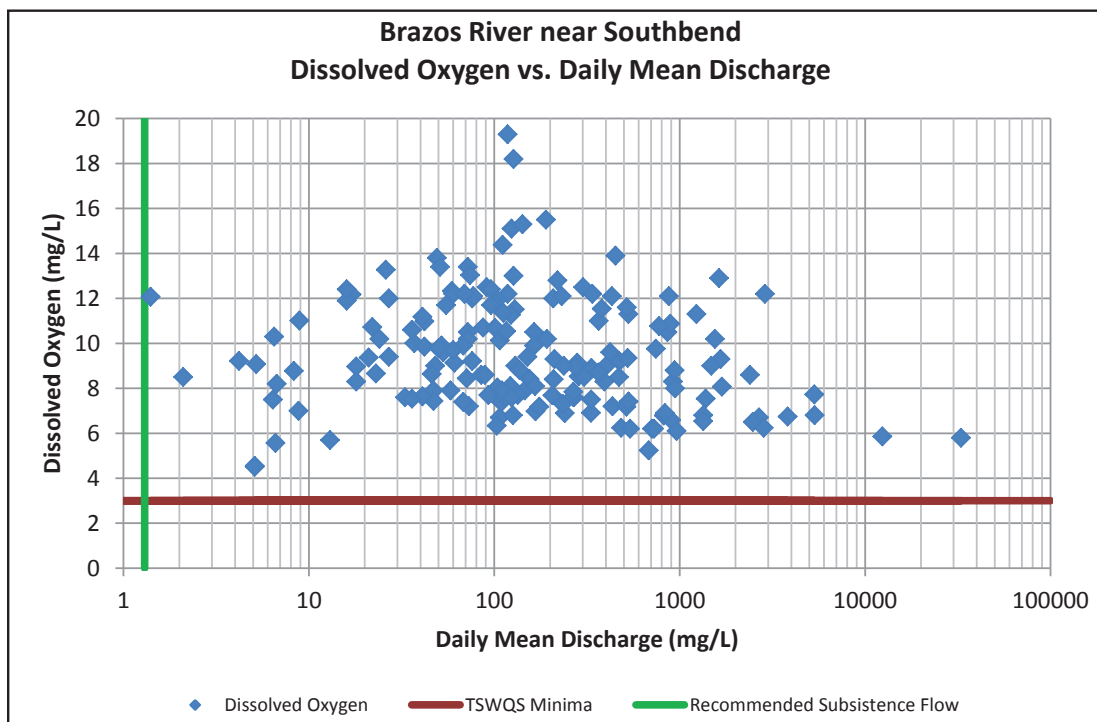 Brazos River near Southbend
Dissolved Oxygen vs. Daily Mean Discharge
Dissolved Oxygen (mg/L)
20
18
16
14
12
10
8
6
4
2
0
1 10 100 1000 10000 100000
Daily Mean Discharge (mg/L)
Dissolved Oxygen TSWQS Minima Recommended Subsistence Flow